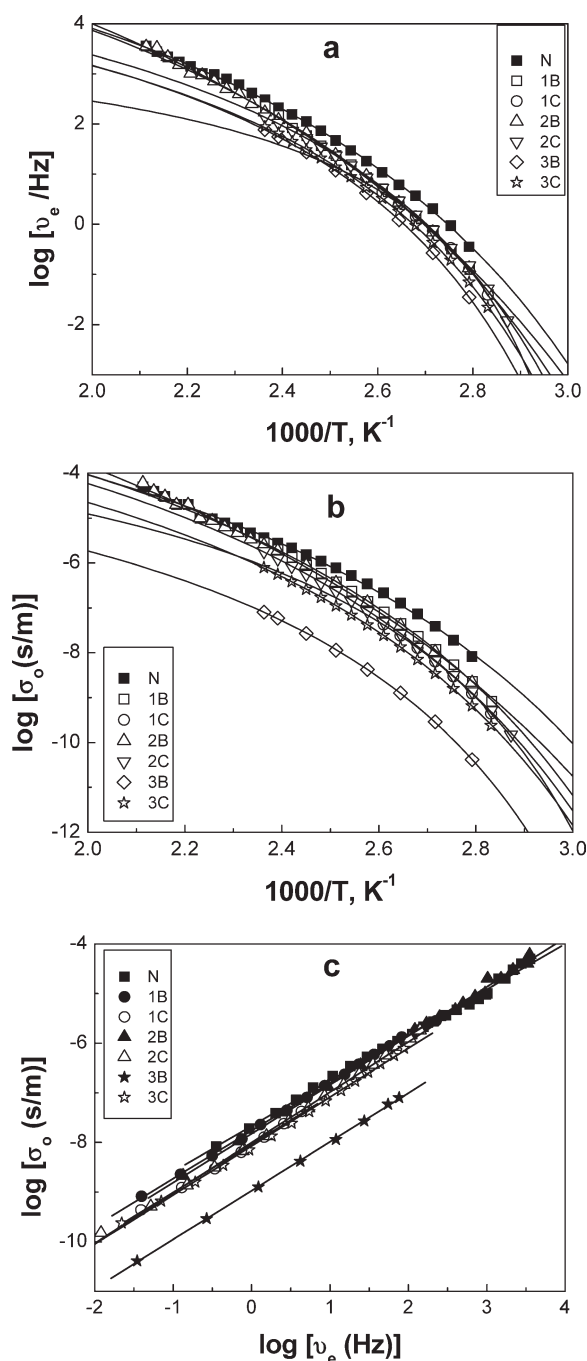 4
2
0
-2
2.0
2.2
2.4
2.6
2.8
3.0
log [υe /Hz]
1000/T, K-1
a
N
1B
1C
2B
2C
3B
3C
-4
-6
-8
-10
-12
2.0
2.2
2.4
2.6
2.8
3.0
log [σo (s/m)]
1000/T, K-1
b
N
1B
1C
2B
2C
3B
3C
-4
-6
-8
-10
-2
-1
0
1
2
3
4
log [σo (s/m)]
log [υe (Hz)]
c
N
1B
1C
2B
2C
3B
3C